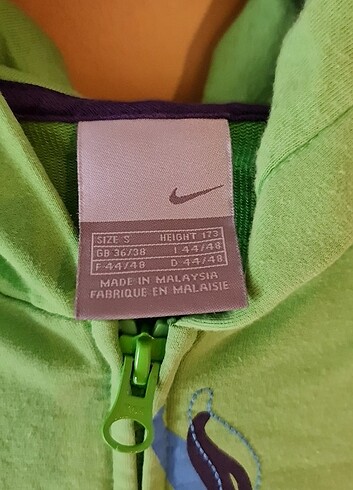 SIZE S HEIGHT 173
GB 36/38 I 44/48
F 44/48 D 44/48
MADE IN MALAYSIA
FABRIQUE EN MALAISIE